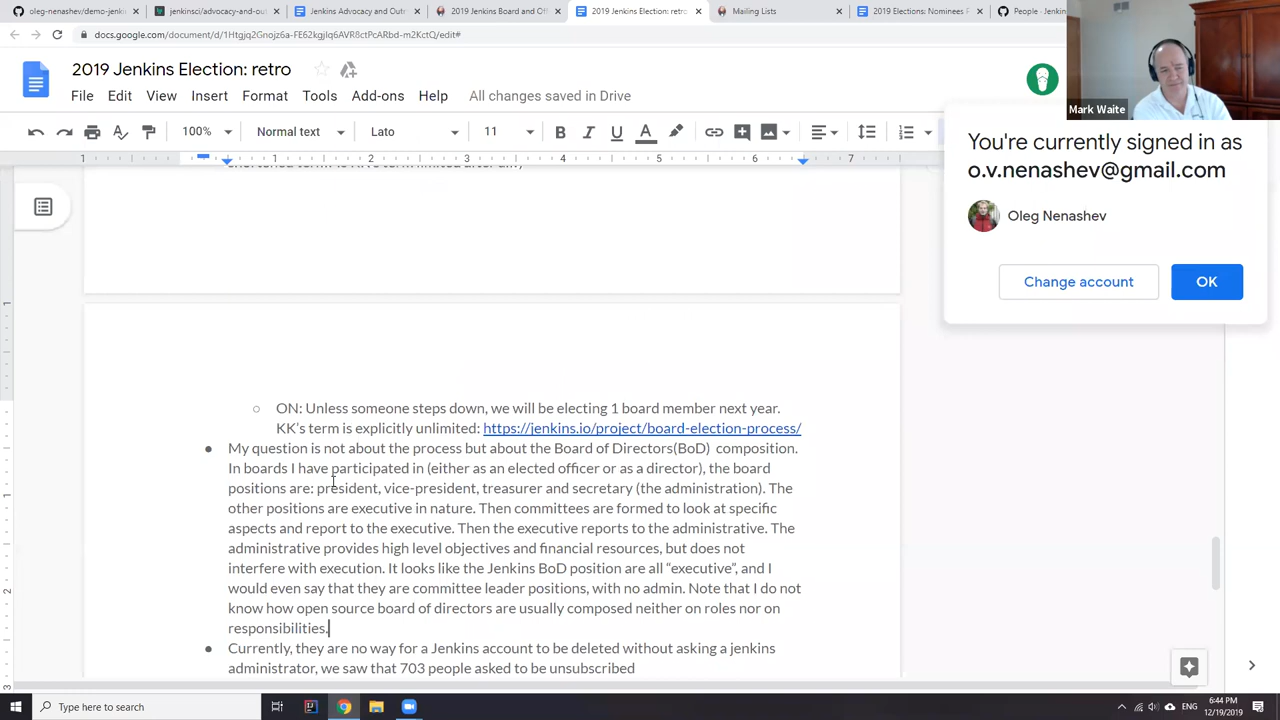 oleg-nenashev/demo-jenk
jenkinsci/advocacy-and-out
Jenkins Advocacy and Outr
2019 Jenkins Board and Of
2019 Jenkins Election: retro
Mailing Lists
2019 Elections: Nominees F
People · Jenkin
docs.google.com/document/d/1Htgjq2Gnojz6a-FE62kgjlq6AVR8ctPcARbd-m2KctQ/edit#
2019 Jenkins Election: retro
File Edit View Insert Format Tools Add-ons Help All changes saved in Drive
Mark Waite
100% Normal text Lato 11 B I U A
1 1 2 3 4 5 6 7
You're currently signed in as
o.v.nenashev@gmail.com
Oleg Nenashev
Change account OK
ON: Unless someone steps down, we will be electing 1 board member next year.
KK's term is explicitly unlimited: https://jenkins.io/project/board-election-process/
My question is not about the process but about the Board of Directors(BoD) composition.
In boards I have participated in (either as an elected officer or as a director), the board
positions are: president, vice-president, treasurer and secretary (the administration). The
other positions are executive in nature. Then committees are formed to look at specific
aspects and report to the executive. Then the executive reports to the administrative. The
administrative provides high level objectives and financial resources, but does not
interfere with execution. It looks like the Jenkins BoD position are all “executive”, and I
would even say that they are committee leader positions, with no admin. Note that I do not
know how open source board of directors are usually composed neither on roles nor on
responsibilities.
Currently, they are no way for a Jenkins account to be deleted without asking a jenkins
administrator, we saw that 703 people asked to be unsubscribed
Type here to search
ENG
6:44 PM
12/19/2019